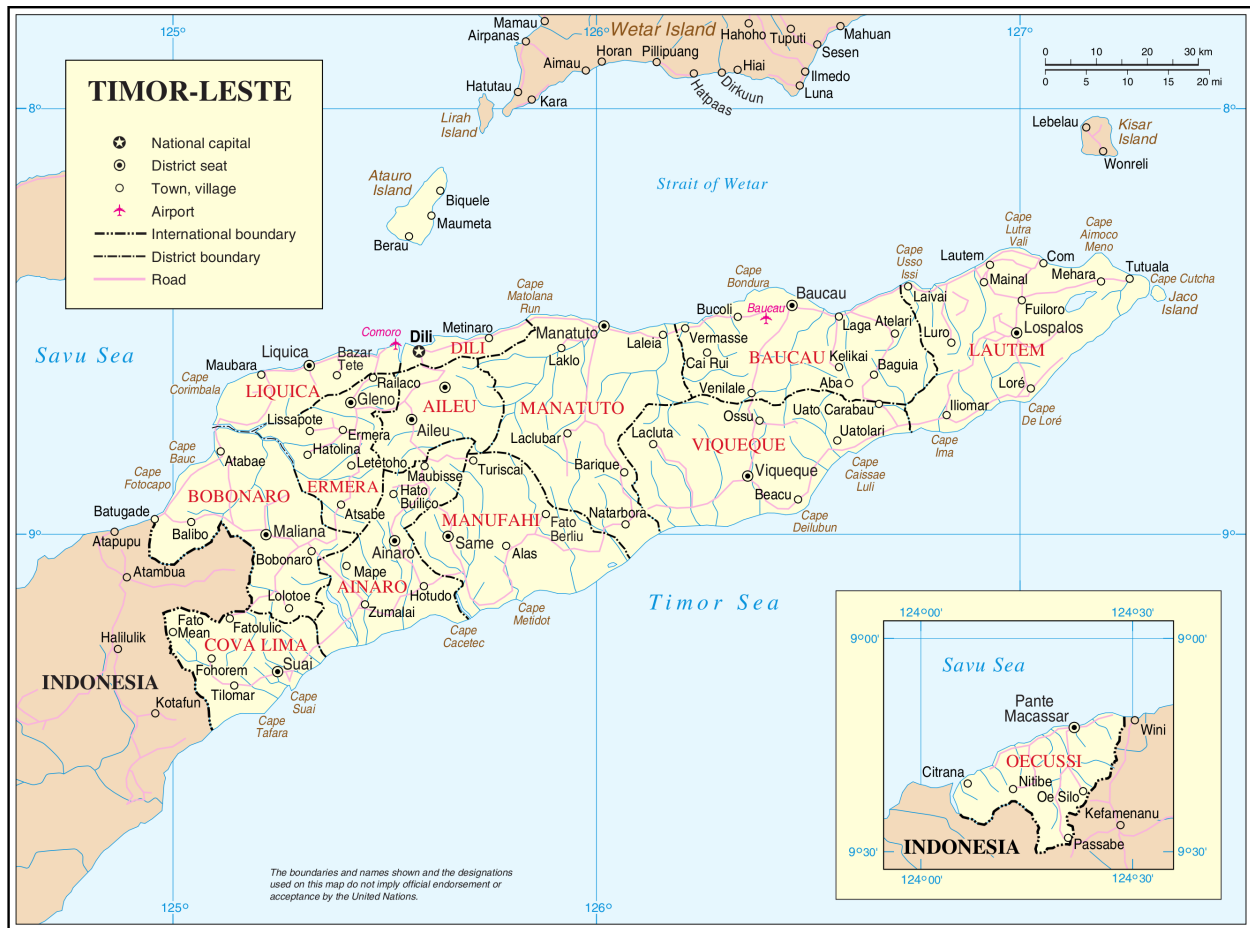 125°
126°
127°
Mamau
Airpanas
Wetar Island
Hahoho
Tuputi
Mahuan
Sesen
Horan
Pillipuang
Aimau
Hiai
Ilmedo
Luna
Hatutau
Kara
Hatpaas
Dirkuun
0 10 20 30 km
0 5 10 15 20 mi
TIMOR-LESTE
National capital
District seat
Town, village
Airport
International boundary
District boundary
Road
8°
8°
Lirah
Island
Lebelau
Kisar
Island
Wonreli
Strait of Wetar
Atauro
Island
Biquele
Maumeta
Berau
Cape
Lutra
Vali
Cape
Aimoco
Meno
Cape
Usso
Issi
Lautem
Com
Mainal
Mehara
Tutuala
Cape Cutcha
Jaco
Island
Cape
Bondura
Cape
Matolana
Run
Baucau
Baucau
Bucoli
Laivai
Fuiloro
Lospalos
Luro
LAUTEM
Laga
Atelari
Savu Sea
Comoro
Dili
Metinaro
DILI
Manatuto
Laklo
Laleia
Vermasse
Cai Rui
BAUCAU
Kelikai
Baguia
Aba
Venilale
Loré
Iliomar
Cape
De Loré
Liquica
Bazar
Tete
Maubara
Railaco
Cape
Corimbala
LIQUICA
Gleno
AILEU
MANATUTO
Ossu
Uato Carabau
Uatolari
Cape
Ima
Lissapote
Ermera
Aileu
Laclubar
Lacluta
VIQUEQUE
Cape
Caissae
Luli
Hatolina
Letetoho
Maubisse
Turiscai
Barique
Viqueque
Beacu
Cape
Deilubun
Cape
Bauc
Atabae
Cape
Fotocapo
BOBONARO
ERMERA
Hato
Builico
MANUFAHI
Fato
Berliu
Natarbora
Batugade
Balibo
Atsabe
Maliana
Ainaro
Same
Alas
9°
9°
Atapupu
Bobonaro
Mape
AINARO
Hotudo
Atambua
Lolotoe
Zumalai
Cape
Metidot
Cape
Cacetec
Timor Sea
Fato
Mean
Fatolulic
COVA LIMA
Halilulik
Suai
Fohorem
Tilomar
Cape
Suai
Cape
Tafara
INDONESIA
Kotafun
124°00'
124°30'
9°00'
9°00'
Savu Sea
Pante
Macassar
Wini
OECUSSI
Citrana
Nitibe
Oe Silo
Kefamenanu
INDONESIA
Passabe
9°30'
9°30'
124°00'
124°30'
The boundaries and names shown and the designations
used on this map do not imply official endorsement or
acceptance by the United Nations.
125°
126°